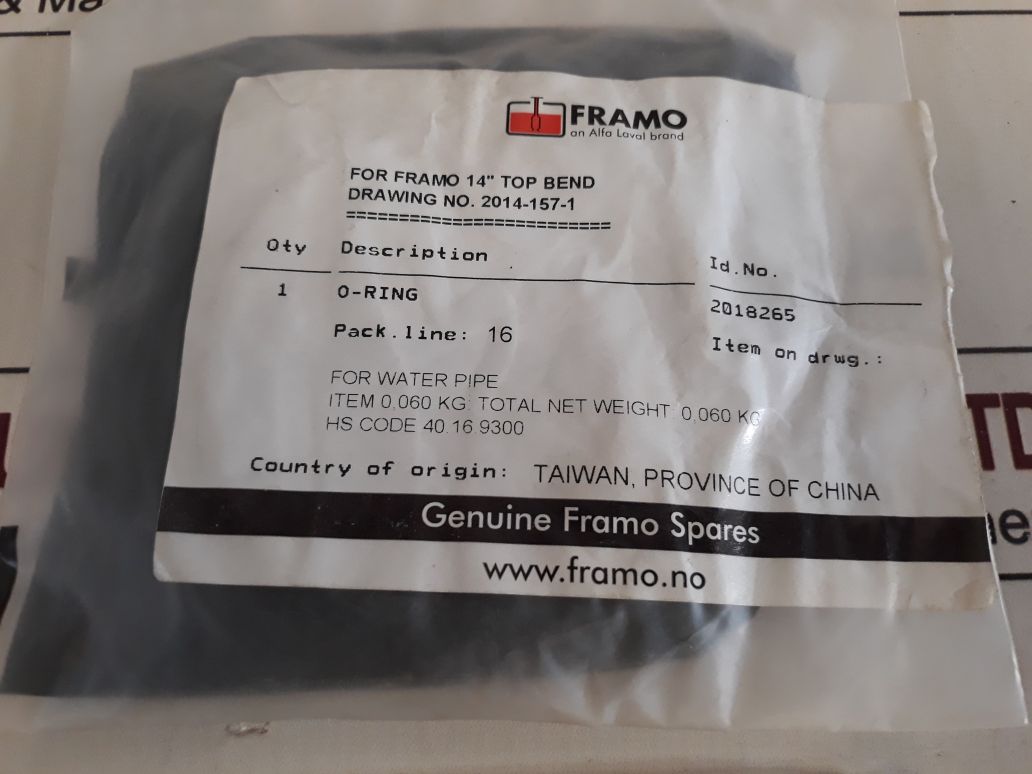 & Ma
FRAMO
an Alfa Laval brand
FOR FRAMO 14" TOP BEND
DRAWING NO. 2014-157-1
==========================
Qty Description Id.No.
1 O-RING 2018265
Pack.line: 16 Item on drwg.:
FOR WATER PIPE
ITEM 0,060 KG TOTAL NET WEIGHT 0,060 KG
HS CODE 40.16.9300
Country of origin: TAIWAN, PROVINCE OF CHINA
Genuine Framo Spares
www.framo.no
TD
ne